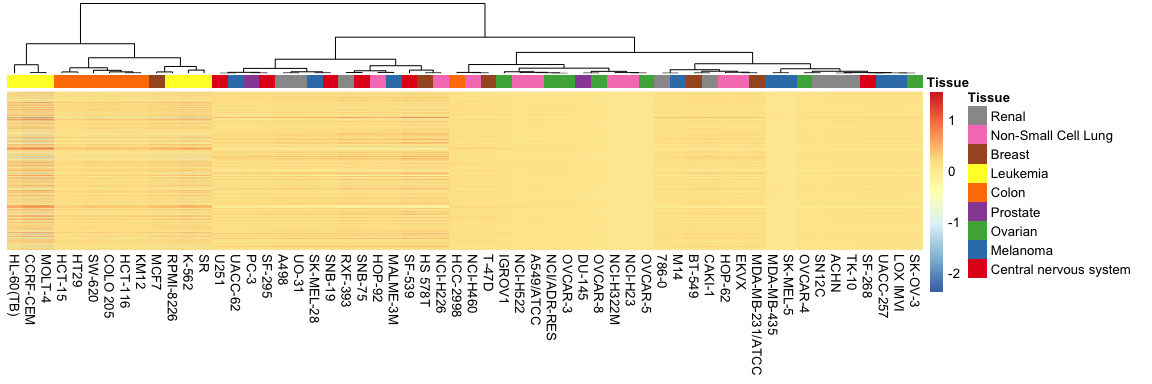 Tissue
Tissue
1
0
-1
-2
Renal
Non-Small Cell Lung
Breast
Leukemia
Colon
Prostate
Ovarian
Melanoma
Central nervous system
HL-60(TB)
CCRF-CEM
MOLT-4
HCT-15
HT29
SW-620
COLO 205
HCT-116
KM12
MCF7
RPMI-8226
K-562
SR
U251
UACC-62
PC-3
SF-295
A498
UO-31
SK-MEL-28
SNB-19
RXF-393
SNB-75
HOP-92
MALME-3M
SF-539
HS 578T
NCI-H226
HCC-2998
NCI-H460
T-47D
IGROV1
NCI-H522
A549/ATCC
NCI/ADR-RES
OVCAR-3
DU-145
OVCAR-8
NCI-H322M
NCI-H23
OVCAR-5
786-0
M14
BT-549
CAKI-1
HOP-62
EKVX
MDA-MB-231/ATCC
MDA-MB-435
SK-MEL-5
OVCAR-4
SN12C
ACHN
TK-10
SF-268
UACC-257
LOX IMVI
SK-OV-3